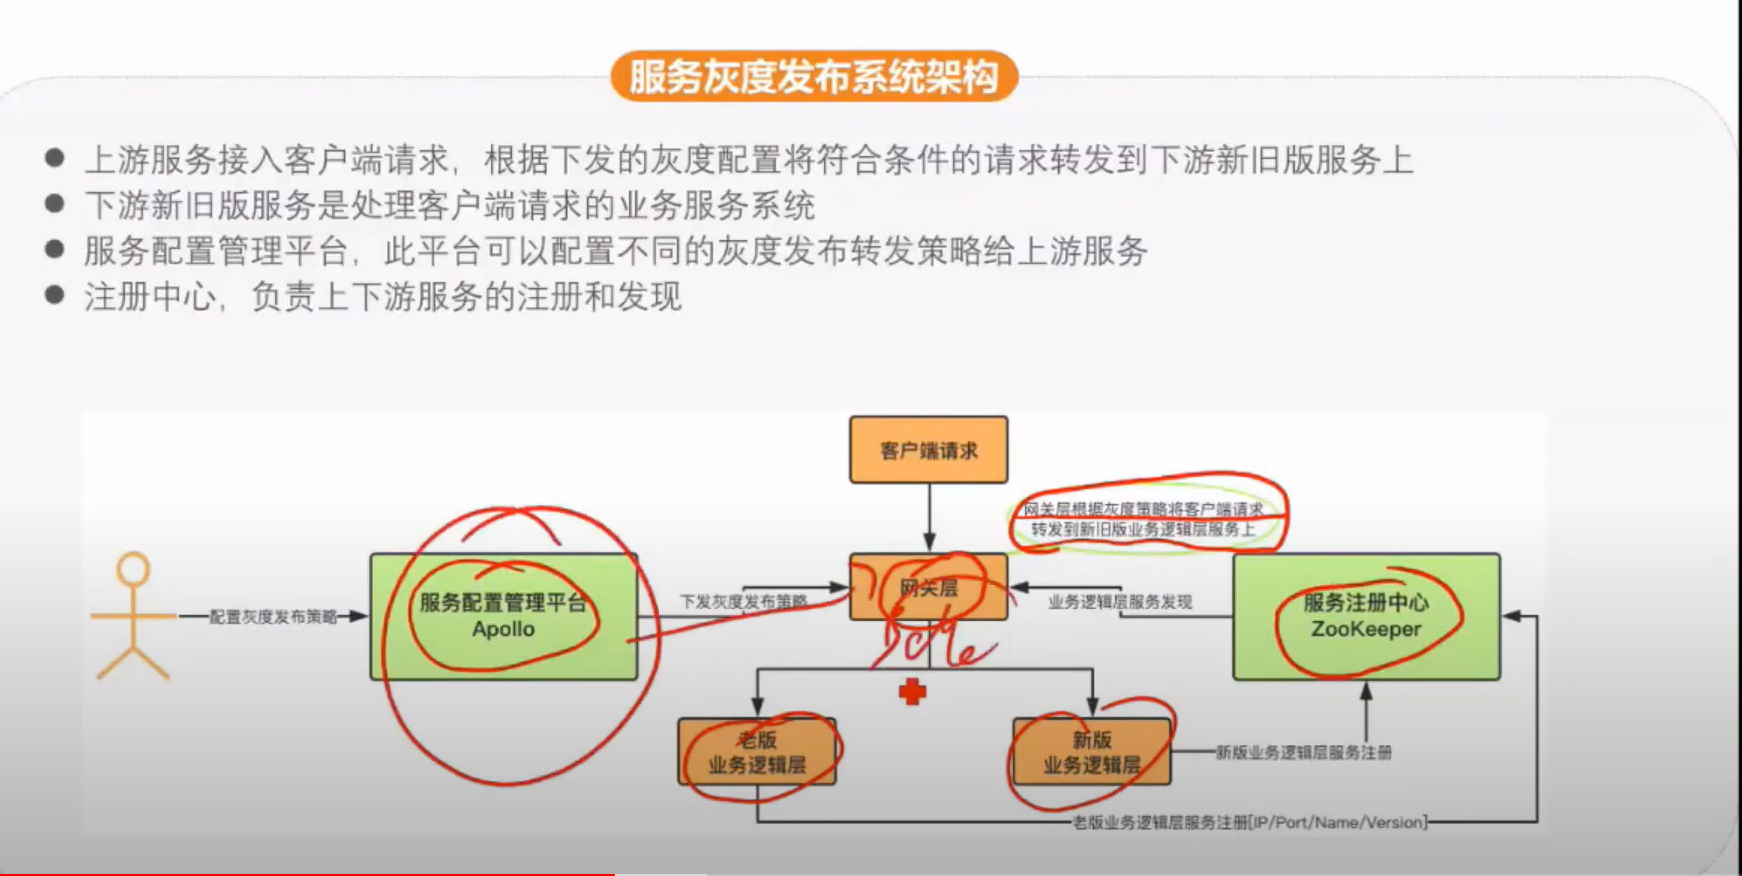 服务灰度发布系统架构
上游服务接入客户端请求，根据下发的灰度配置将符合条件的请求转发到下游新旧版服务上
下游新旧版服务是处理客户端请求的业务服务系统
服务配置管理平台，此平台可以配置不同的灰度发布转发策略给上游服务
注册中心，负责上下游服务的注册和发现
客户端请求
网关层根据灰度策略将客户端请求
转发到新旧版业务逻辑层服务上
配置灰度发布策略
服务配置管理平台
Apollo
下发灰度发布策略
网关层
业务逻辑层服务发现
服务注册中心
ZooKeeper
老版
业务逻辑层
新版
业务逻辑层
新版业务逻辑层服务注册
老版业务逻辑层服务注册[IP/Port/Name/Version]